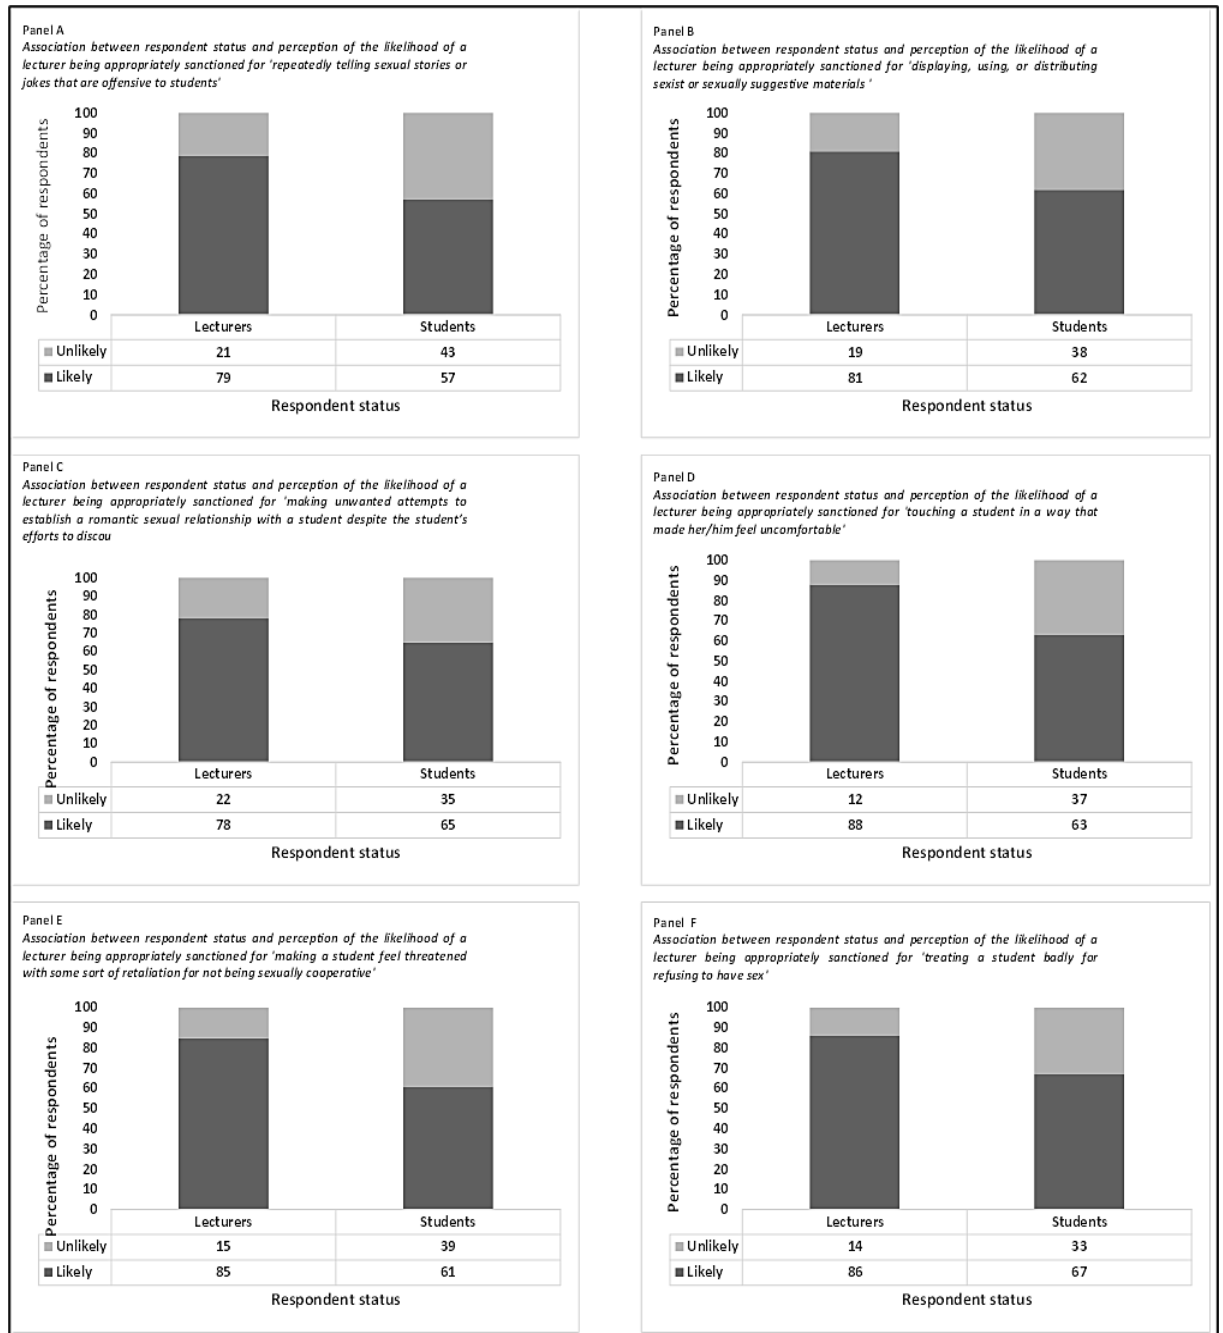 Panel A
Association between respondent status and perception of the likelihood of a
lecturer being appropriately sanctioned for 'repeatedly telling sexual stories or
jokes that are offensive to students'
Percentage of respondents
100
90
80
70
60
50
40
30
20
10
0
Lecturers Students
Unlikely 21 43
Likely 79 57
Respondent status
Panel B
Association between respondent status and perception of the likelihood of a
lecturer being appropriately sanctioned for 'displaying, using, or distributing
sexist or sexually suggestive materials '
Percentage of respondents
100
90
80
70
60
50
40
30
20
10
0
Lecturers Students
Unlikely 19 38
Likely 81 62
Respondent status
Panel C
Association between respondent status and perception of the likelihood of a
lecturer being appropriately sanctioned for 'making unwanted attempts to
establish a romantic sexual relationship with a student despite the student's
efforts to discou
Percentage of respondents
100
90
80
70
60
50
40
30
20
10
0
Lecturers Students
Unlikely 22 35
Likely 78 65
Respondent status
Panel D
Association between respondent status and perception of the likelihood of a
lecturer being appropriately sanctioned for 'touching a student in a way that
made her/him feel uncomfortable'
Percentage of respondents
100
90
80
70
60
50
40
30
20
10
0
Lecturers Students
Unlikely 12 37
Likely 88 63
Respondent status
Panel E
Association between respondent status and perception of the likelihood of a
lecturer being appropriately sanctioned for 'making a student feel threatened
with some sort of retaliation for not being sexually cooperative'
Percentage of respondents
100
90
80
70
60
50
40
30
20
10
0
Lecturers Students
Unlikely 15 39
Likely 85 61
Respondent status
Panel F
Association between respondent status and perception of the likelihood of a
lecturer being appropriately sanctioned for 'treating a student badly for
refusing to have sex'
Percentage of respondents
100
90
80
70
60
50
40
30
20
10
0
Lecturers Students
Unlikely 14 33
Likely 86 67
Respondent status